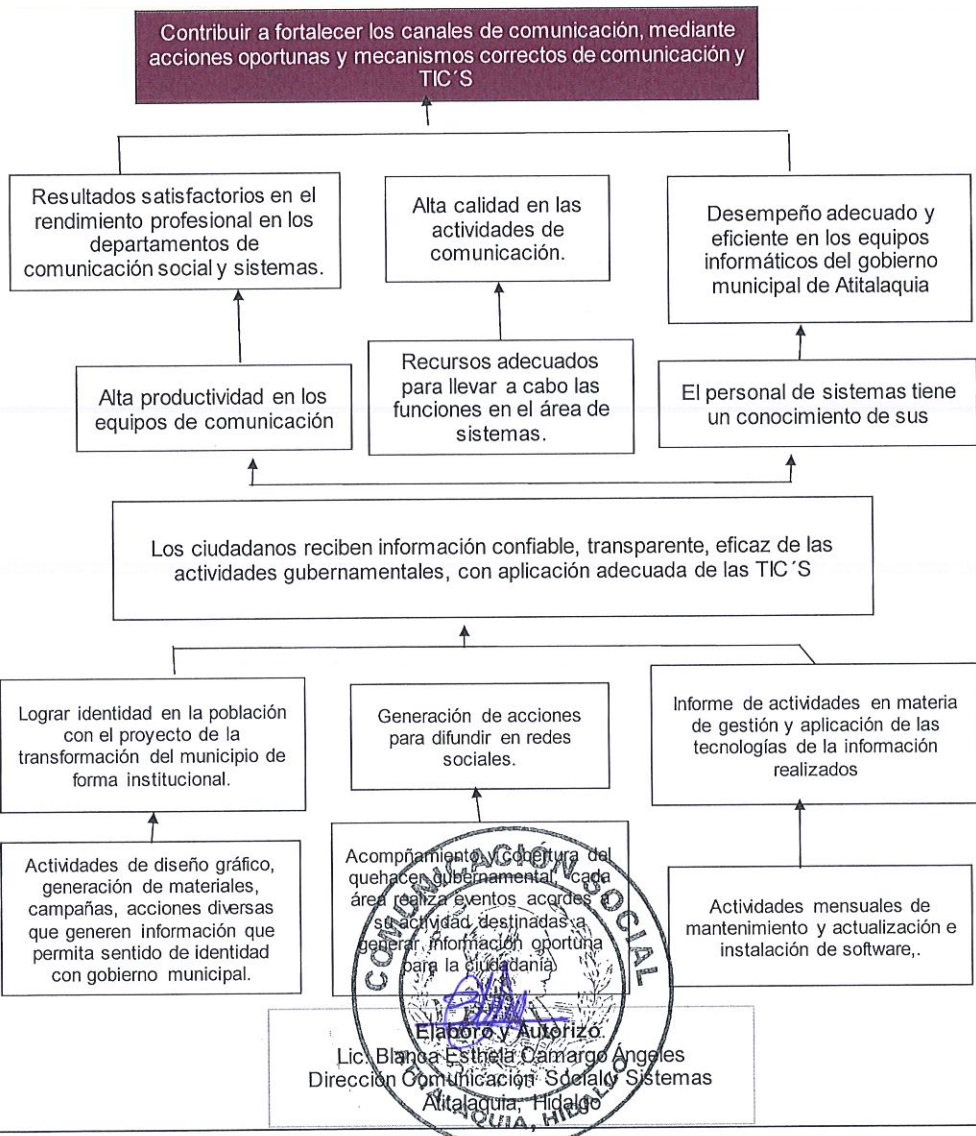 Contribuir a fortalecer los canales de comunicación, mediante
acciones oportunas y mecanismos correctos de comunicación y
TIC´S
Resultados satisfactorios en el
rendimiento profesional en los
departamentos de
comunicación social y sistemas.
Alta calidad en las
actividades de
comunicación.
Desempeño adecuado y
eficiente en los equipos
informáticos del gobierno
municipal de Atitalaquia
Alta productividad en los
equipos de comunicación
Recursos adecuados
para llevar a cabo las
funciones en el área de
sistemas.
El personal de sistemas tiene
un conocimiento de sus
Los ciudadanos reciben información confiable, transparente, eficaz de las
actividades gubernamentales, con aplicación adecuada de las TIC´S
Lograr identidad en la población
con el proyecto de la
transformación del municipio de
forma institucional.
Generación de acciones
para difundir en redes
sociales.
Informe de actividades en materia
de gestión y aplicación de las
tecnologías de la información
realizados
Actividades de diseño gráfico,
generación de materiales,
campañas, acciones diversas
que generen información que
permita sentido de identidad
con gobierno municipal.
Acompñamiento y cobertura del
quehacer gubernamental, cada
área realiza eventos acordes a
su actividad destinadas a
generar información oportuna
para la ciudadanía
Actividades mensuales de
mantenimiento y actualización e
instalación de software,.
COMUNICACIÓN SOCIAL
Elaboro y Autorizó
Lic. Blanca Esthela Camargo Ángeles
Dirección Comunicación Social y Sistemas
Atitalaquia, Hidalgo
ATITALAQUIA, HIDALGO